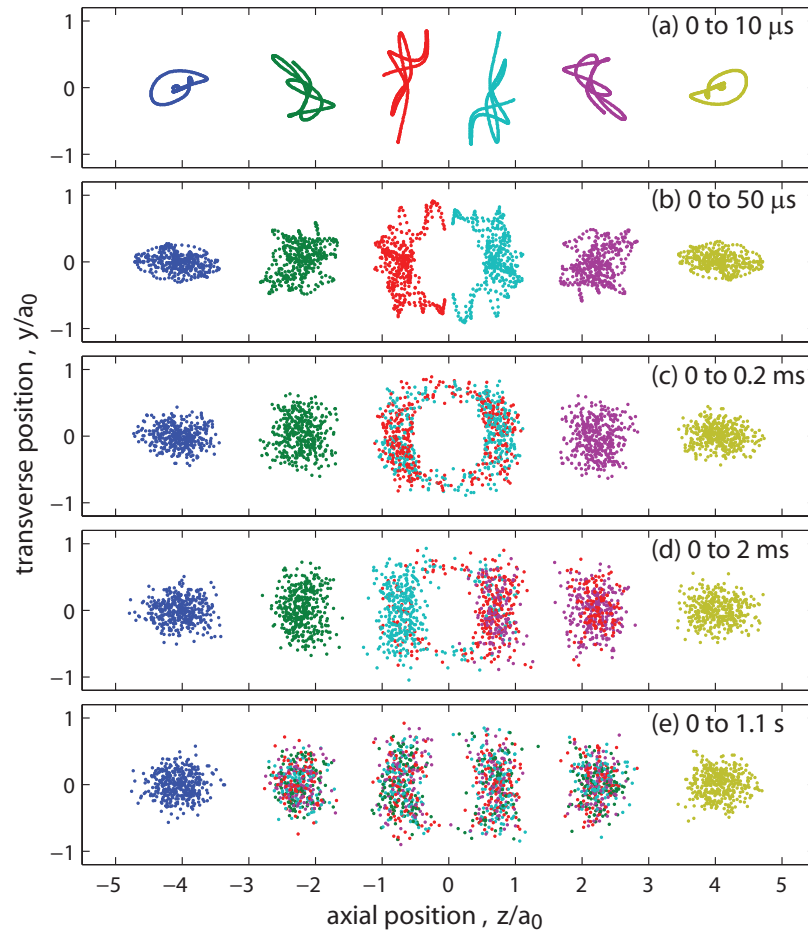 (a) 0 to 10 μs
1
0
−1
(b) 0 to 50 μs
1
0
−1
(c) 0 to 0.2 ms
1
0
−1
(d) 0 to 2 ms
1
0
−1
(e) 0 to 1.1 s
1
0
−1
transverse position , y/a0
−5 −4 −3 −2 −1 0 1 2 3 4 5
axial position , z/a0